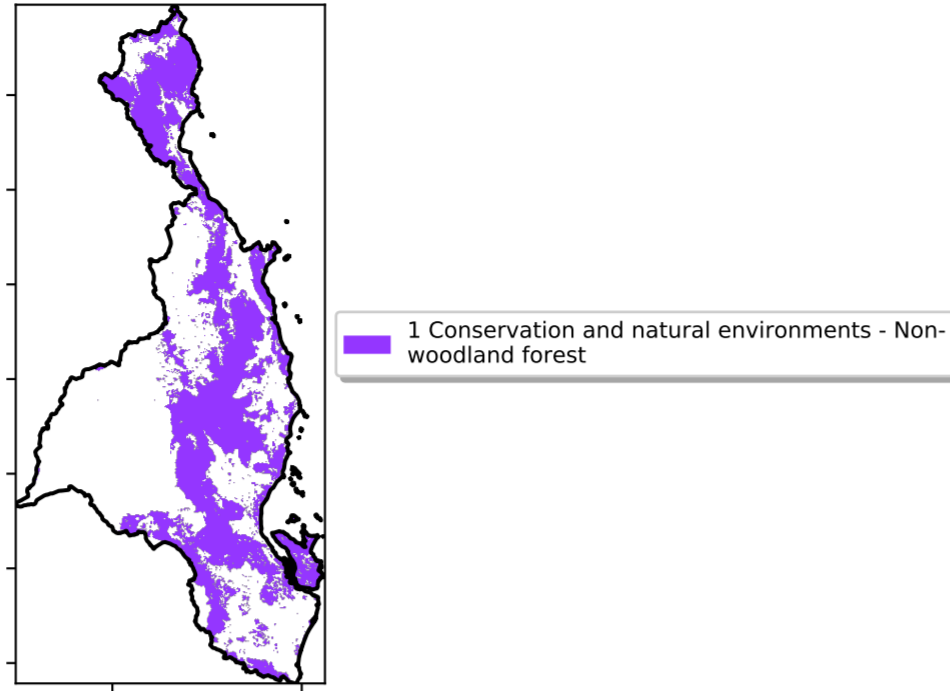 1 Conservation and natural environments - Non-
woodland forest